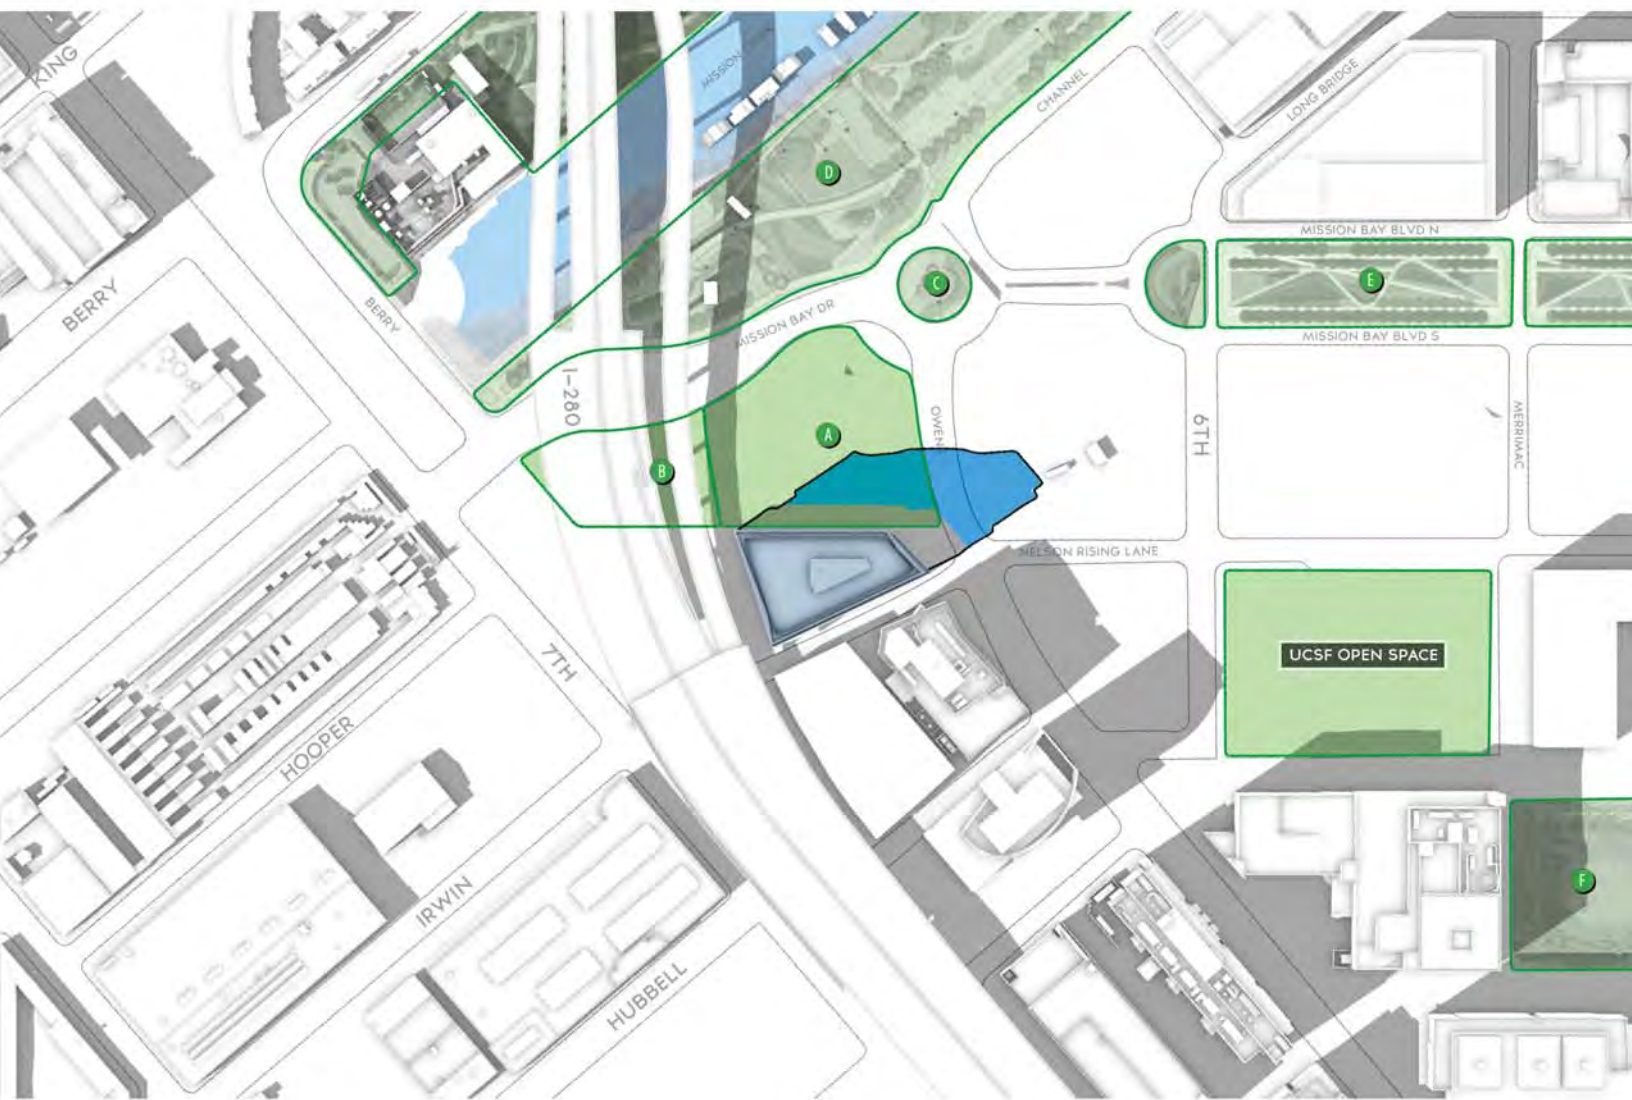 KING
MISSION
CHANNEL
LONG BRIDGE
D
MISSION BAY BLVD N
C
E
BERRY
BERRY
MISSION BAY DR
MISSION BAY BLVD S
I-280
A
OWEN
6TH
MERRIMAC
B
NELSON RISING LANE
7TH
UCSF OPEN SPACE
HOOPER
F
IRWIN
HUBBELL